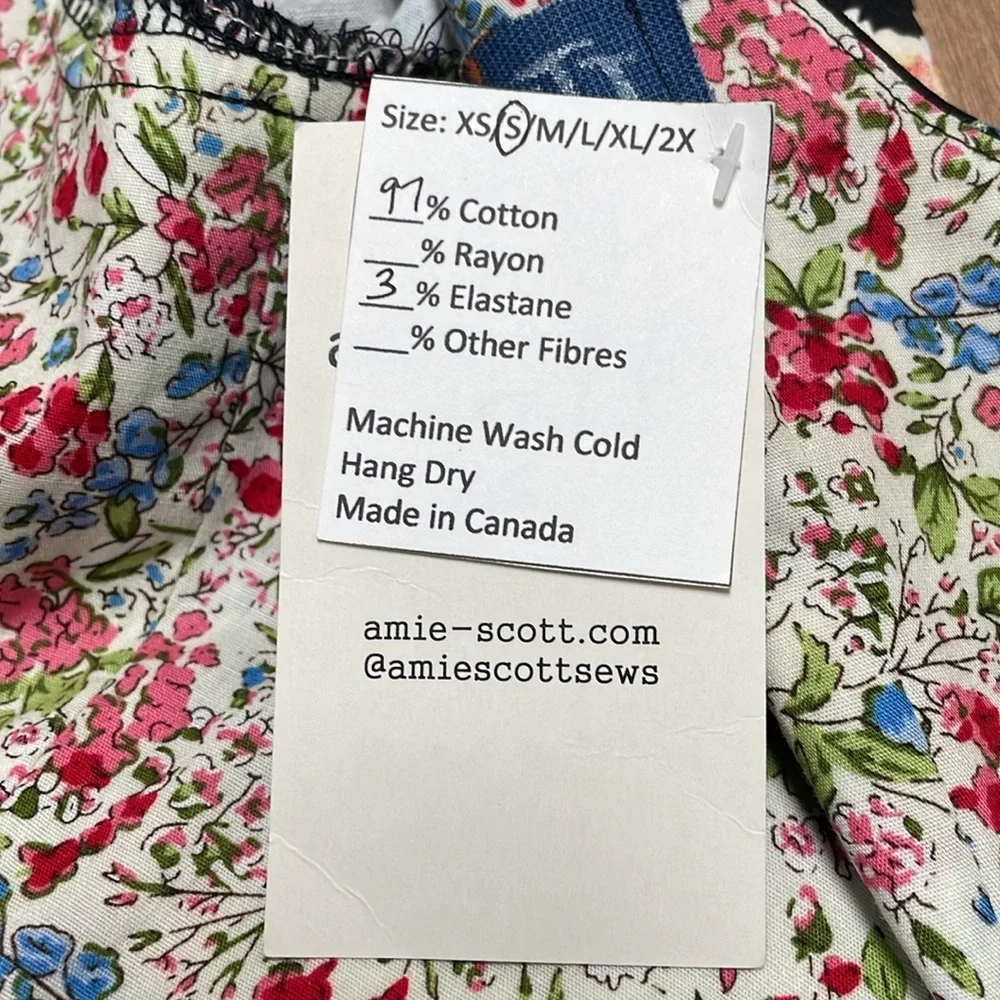 Size: XS/S/M/L/XL/2X
97% Cotton
___% Rayon
3% Elastane
___% Other Fibres
Machine Wash Cold
Hang Dry
Made in Canada
amie-scott.com
@amiescottsews